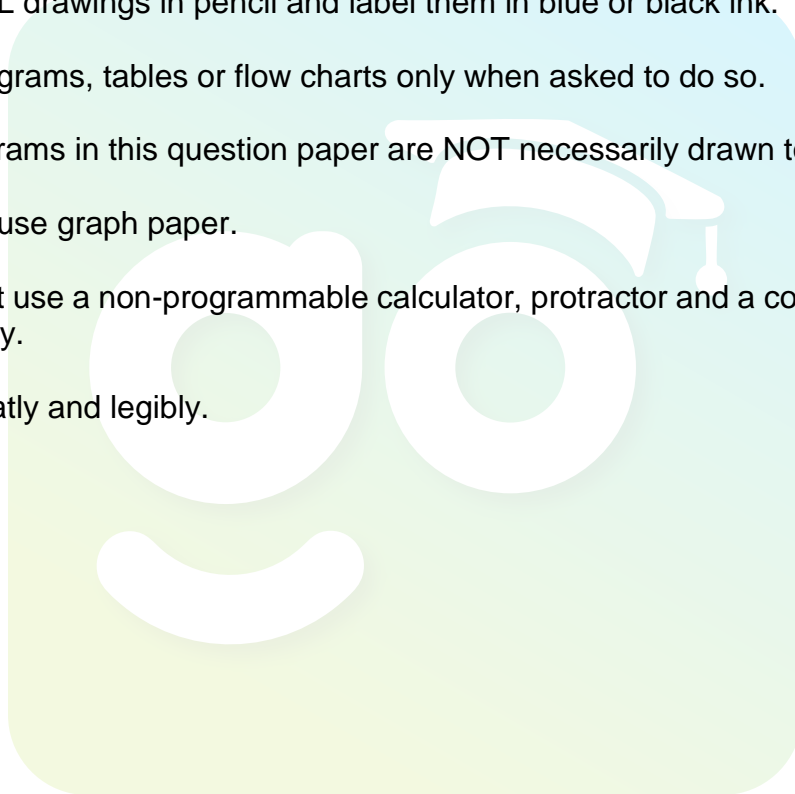 drawings in pencil and label them in blue or black ink.
grams, tables or flow charts only when asked to do so.
rams in this question paper are NOT necessarily drawn t
use graph paper.
t use a non-programmable calculator, protractor and a co
y.
atly and legibly.
go